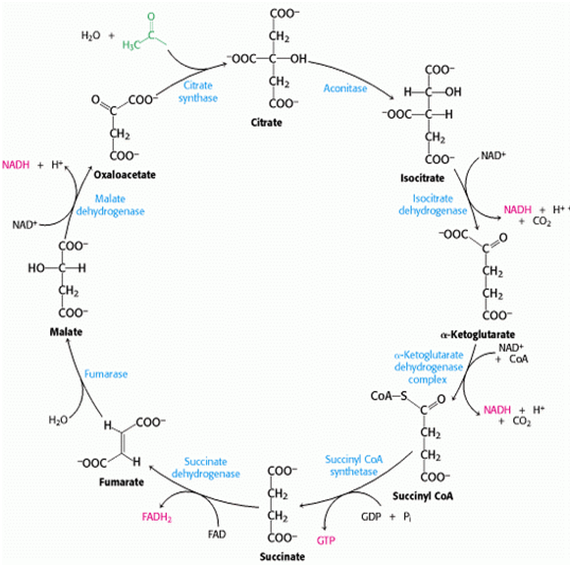 H₂O +
O
H₃C
Citrate
synthase
COO⁻
CH₂
⁻OOC—C—OH
CH₂
COO⁻
Citrate
Aconitase
COO⁻
H—C—OH
⁻OOC—C—H
CH₂
COO⁻
Isocitrate
NAD⁺
Isocitrate
dehydrogenase
NADH + H⁺
+ CO₂
⁻OOC
C
O
CH₂
CH₂
COO⁻
α-Ketoglutarate
NAD⁺
+ CoA
α-Ketoglutarate
dehydrogenase
complex
NADH + H⁺
+ CO₂
CoA—S
C
O
CH₂
CH₂
COO⁻
Succinyl CoA
Succinyl CoA
synthetase
GDP + Pᵢ
GTP
COO⁻
CH₂
CH₂
COO⁻
Succinate
Succinate
dehydrogenase
FAD
FADH₂
H
COO⁻
⁻OOC
H
Fumarate
H₂O
Fumarase
COO⁻
HO—C—H
CH₂
COO⁻
Malate
NAD⁺
Malate
dehydrogenase
NADH + H⁺
O
C
COO⁻
CH₂
COO⁻
Oxaloacetate